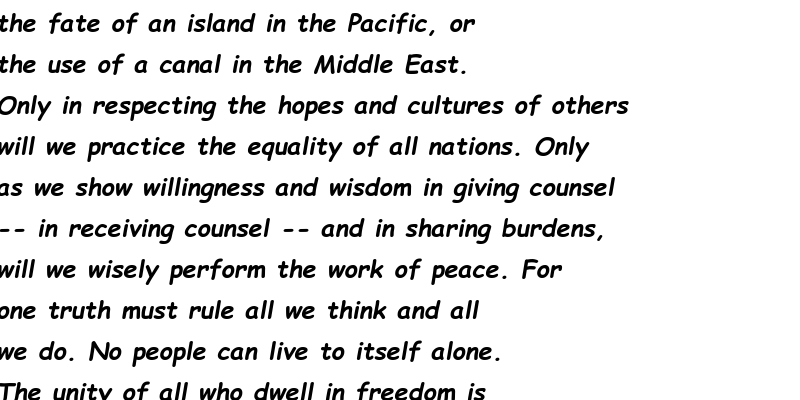 the fate of an island in the Pacific, or
the use of a canal in the Middle East.
Only in respecting the hopes and cultures of others
will we practice the equality of all nations. Only
as we show willingness and wisdom in giving counsel
-- in receiving counsel -- and in sharing burdens,
will we wisely perform the work of peace. For
one truth must rule all we think and all
we do. No people can live to itself alone.
The unity of all who dwell in freedom is